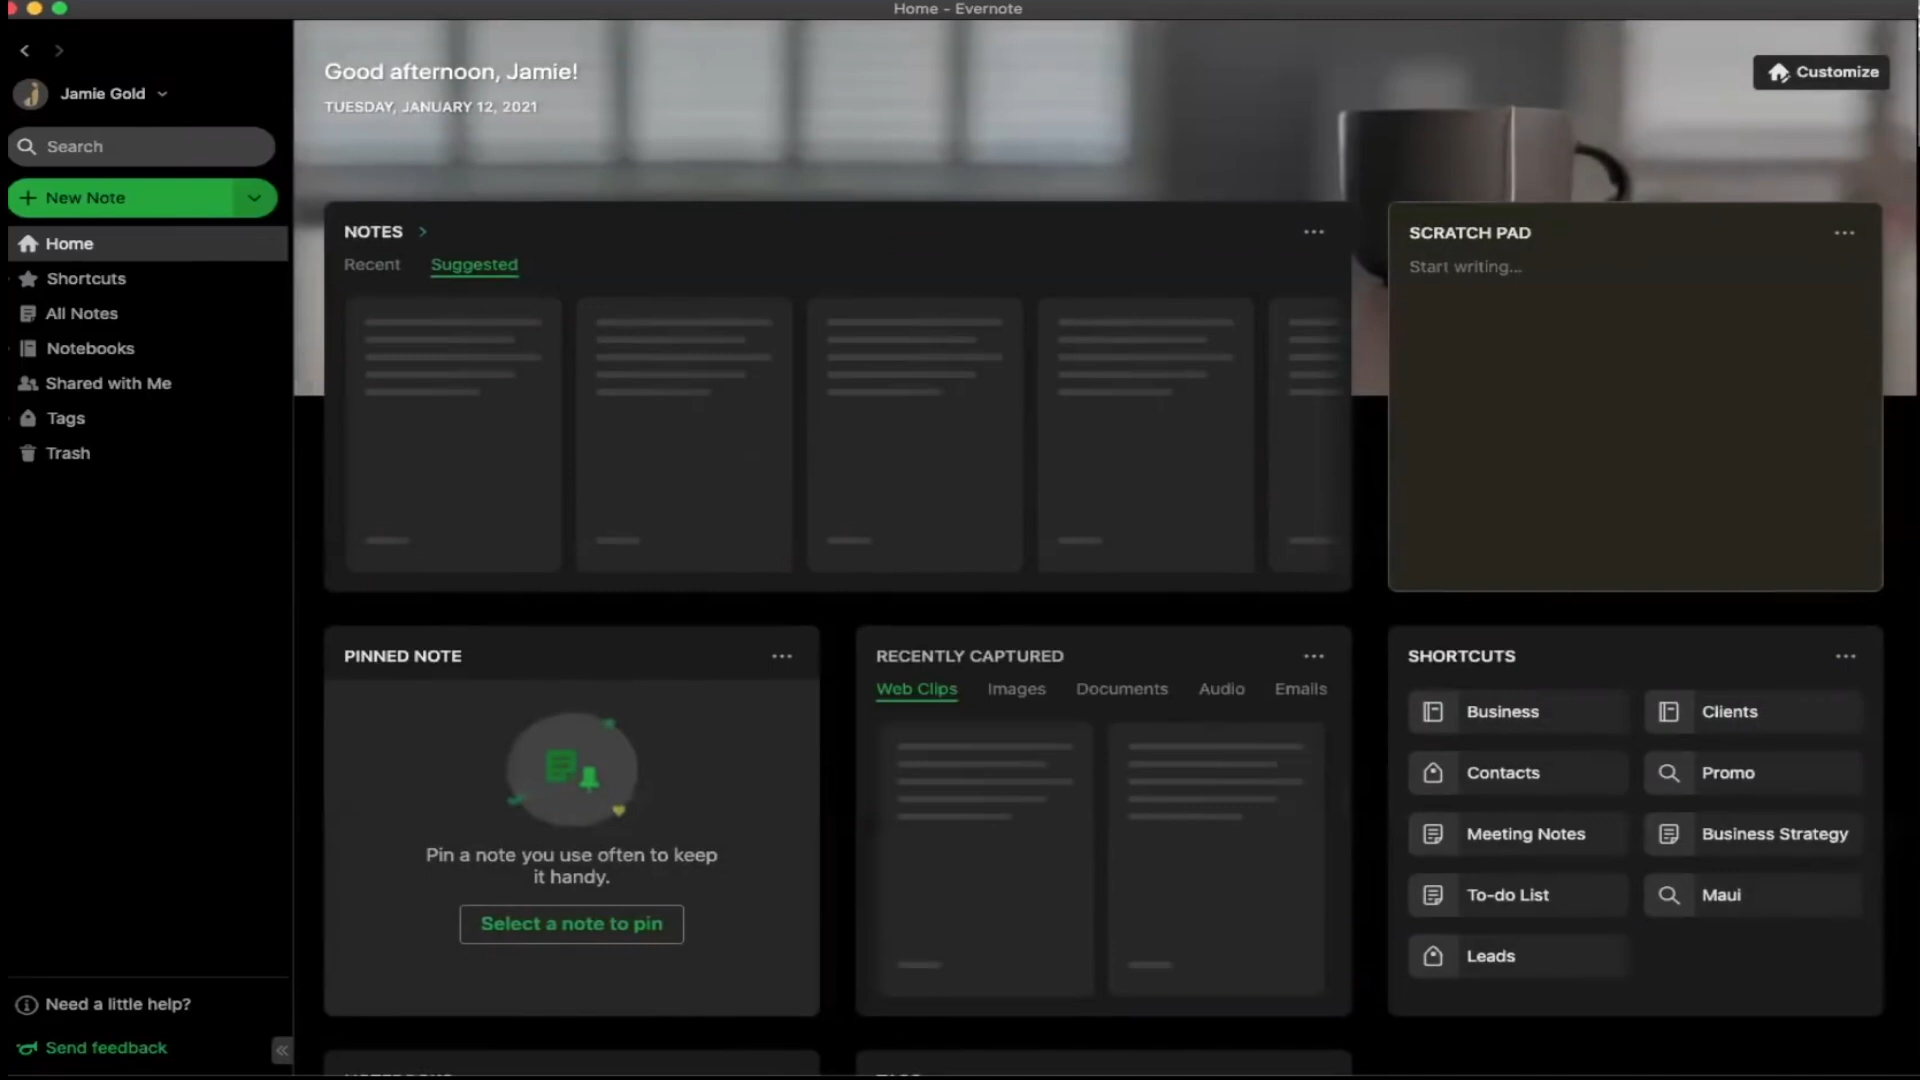 Home - Evernote
Jamie Gold
Search
New Note
Home
Shortcuts
All Notes
Notebooks
Shared with Me
Tags
Trash
Need a little help?
Send feedback
Good afternoon, Jamie!
TUESDAY, JANUARY 12, 2021
Customize
NOTES
Recent Suggested
SCRATCH PAD
Start writing...
PINNED NOTE
Pin a note you use often to keep
it handy.
Select a note to pin
RECENTLY CAPTURED
Web Clips Images Documents Audio Emails
SHORTCUTS
Business Clients
Contacts Promo
Meeting Notes Business Strategy
To-do List Maui
Leads